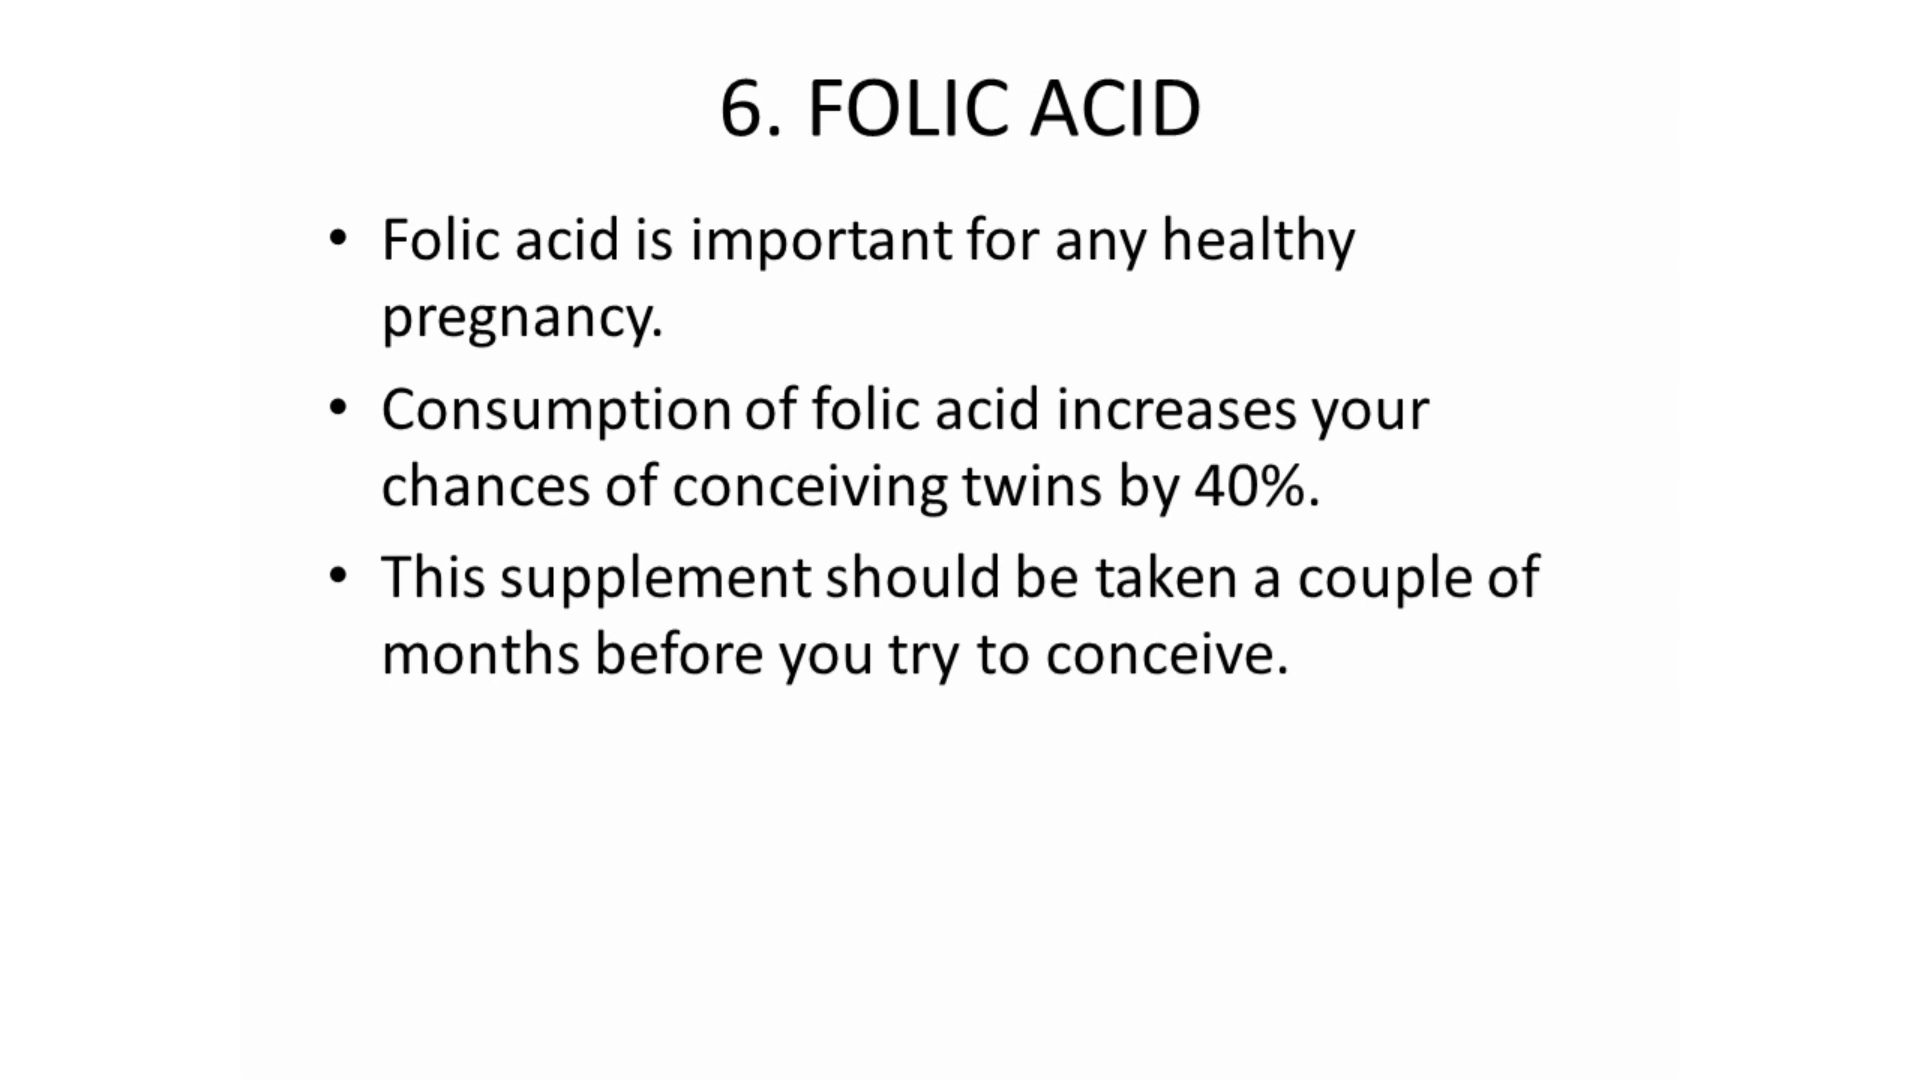 6. FOLIC ACID
• Folic acid is important for any healthy
pregnancy.
• Consumption of folic acid increases your
chances of conceiving twins by 40%.
• This supplement should be taken a couple of
months before you try to conceive.